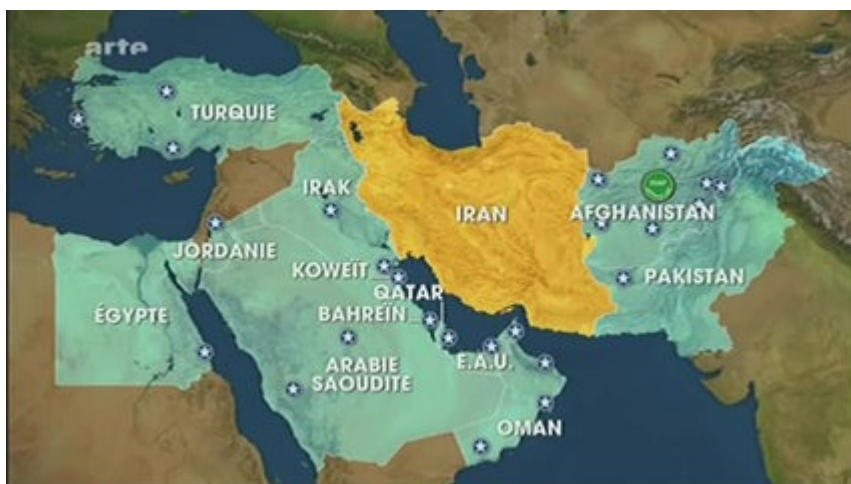 arte
TURQUIE
IRAK
IRAN
AFGHANISTAN
JORDANIE
KOWEÏT
PAKISTAN
QATAR
BAHREÏN
ÉGYPTE
E.A.U.
ARABIE
SAOUDITE
OMAN